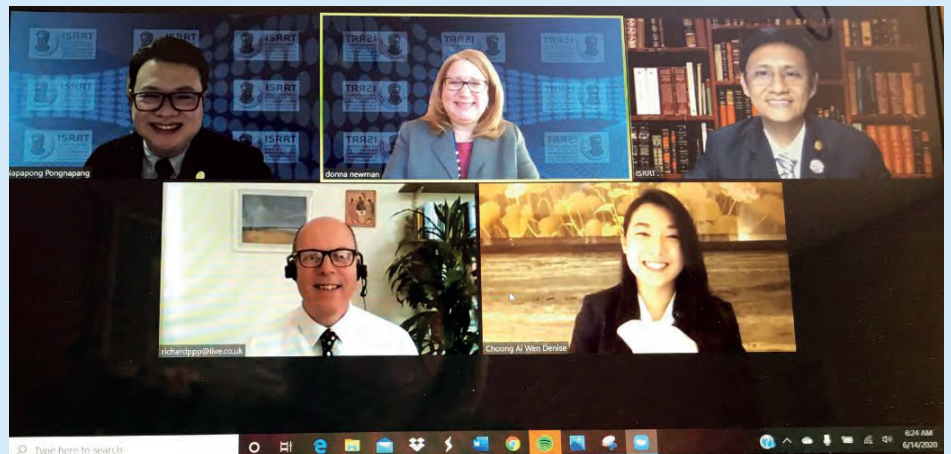 ISRRT
Napapong Pongnapang
donna newman
ISRRT
richardppp@live.co.uk
Choong Ai Wen Denise
Type here to search
6:24 AM
6/14/2020